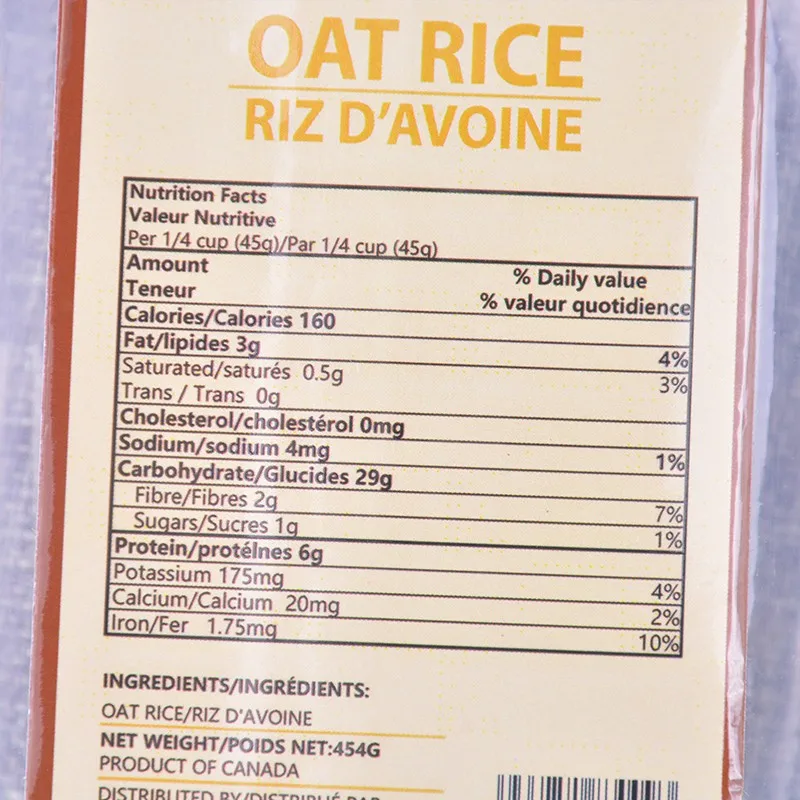 OAT RICE
RIZ D'AVOINE
Nutrition Facts
Valeur Nutritive
Per 1/4 cup (45g)/Par 1/4 cup (45g)
Amount % Daily value
Teneur % valeur quotidience
Calories/Calories 160
Fat/lipides 3g 4%
Saturated/saturés 0.5g 3%
Trans / Trans 0g
Cholesterol/cholestérol 0mg
Sodium/sodium 4mg 1%
Carbohydrate/Glucides 29g
Fibre/Fibres 2g 7%
Sugars/Sucres 1g 1%
Protein/protélnes 6g
Potassium 175mg 4%
Calcium/Calcium 20mg 2%
Iron/Fer 1.75mg 10%
INGREDIENTS/INGRÉDIENTS:
OAT RICE/RIZ D'AVOINE
NET WEIGHT/POIDS NET:454G
PRODUCT OF CANADA
DISTRIBUTED BY/DISTRIBUÉ PAR